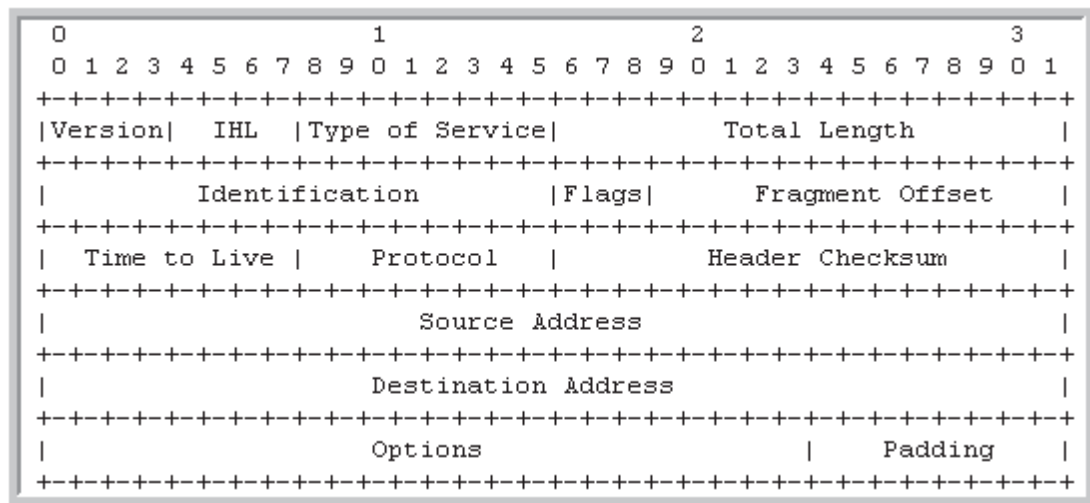 0                   1                   2                   3
 0 1 2 3 4 5 6 7 8 9 0 1 2 3 4 5 6 7 8 9 0 1 2 3 4 5 6 7 8 9 0 1
+-+-+-+-+-+-+-+-+-+-+-+-+-+-+-+-+-+-+-+-+-+-+-+-+-+-+-+-+-+-+-+-+
|Version|  IHL  |Type of Service|          Total Length         |
+-+-+-+-+-+-+-+-+-+-+-+-+-+-+-+-+-+-+-+-+-+-+-+-+-+-+-+-+-+-+-+-+
|         Identification        |Flags|      Fragment Offset    |
+-+-+-+-+-+-+-+-+-+-+-+-+-+-+-+-+-+-+-+-+-+-+-+-+-+-+-+-+-+-+-+-+
|  Time to Live |    Protocol   |         Header Checksum       |
+-+-+-+-+-+-+-+-+-+-+-+-+-+-+-+-+-+-+-+-+-+-+-+-+-+-+-+-+-+-+-+-+
|                       Source Address                          |
+-+-+-+-+-+-+-+-+-+-+-+-+-+-+-+-+-+-+-+-+-+-+-+-+-+-+-+-+-+-+-+-+
|                    Destination Address                        |
+-+-+-+-+-+-+-+-+-+-+-+-+-+-+-+-+-+-+-+-+-+-+-+-+-+-+-+-+-+-+-+-+
|                    Options                    |    Padding    |
+-+-+-+-+-+-+-+-+-+-+-+-+-+-+-+-+-+-+-+-+-+-+-+-+-+-+-+-+-+-+-+-+